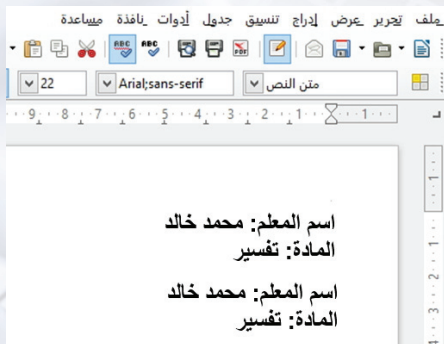 ملف تحرير عرض إدراج تنسيق جدول أدوات نافذة مساعدة
متن النص Arial;sans-serif 22
1 1 2 3 4 5 6 7 8 9
اسم المعلم: محمد خالد
المادة: تفسير
اسم المعلم: محمد خالد
المادة: تفسير